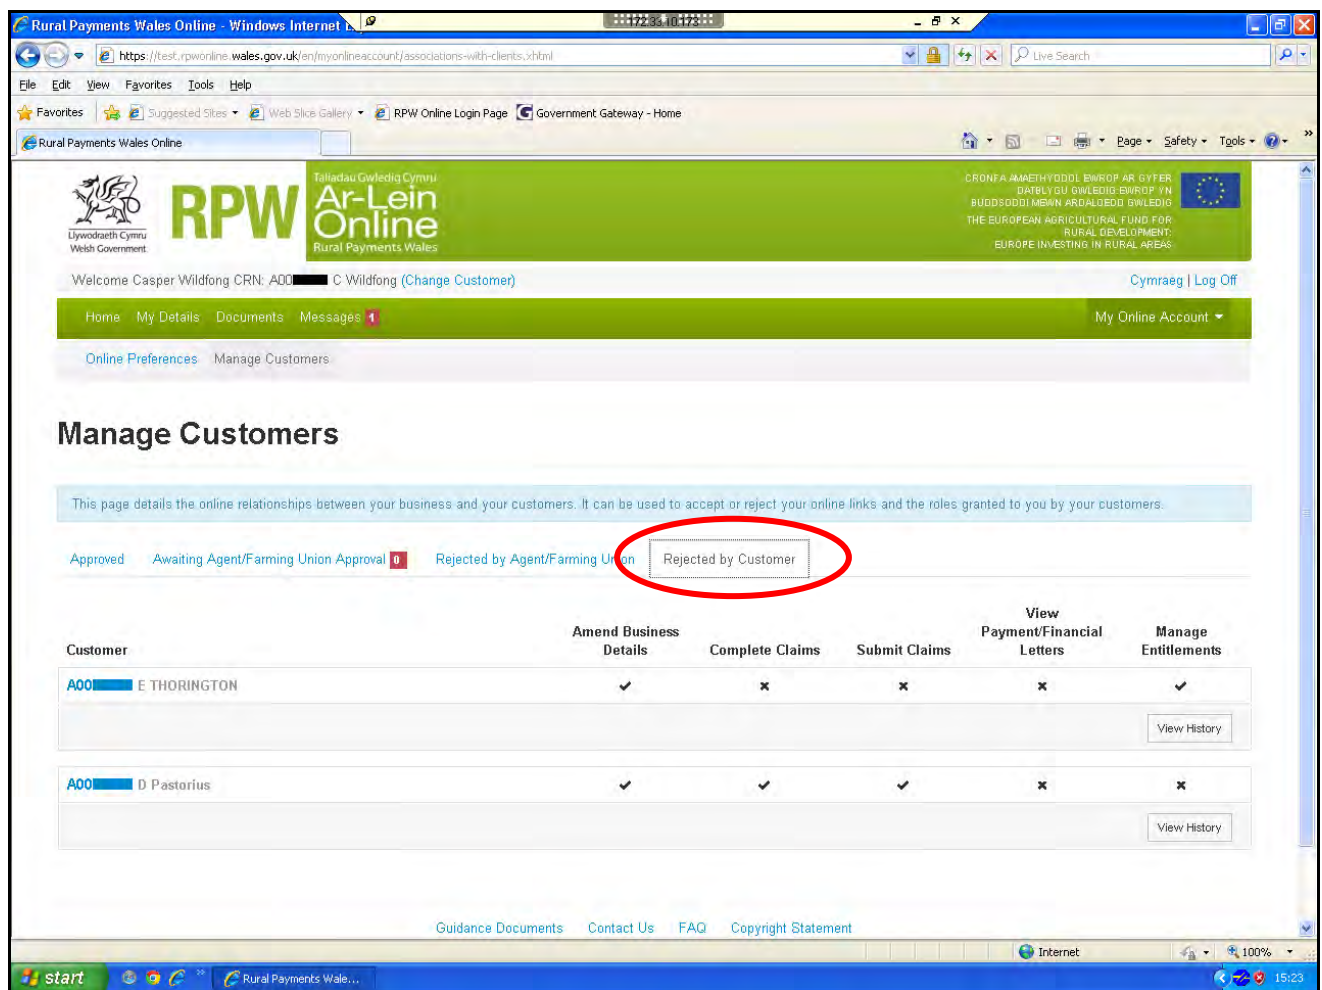 Rural Payments Wales Online - Windows Internet
172.33.10.173
https://test.rpwonline.wales.gov.uk/en/myonlineaccount/associations-with-clients.xhtml
Live Search
File Edit View Favorites Tools Help
Favorites Suggested Sites Web Slice Gallery RPW Online Login Page Government Gateway - Home
Rural Payments Wales Online
Page Safety Tools
Llywodraeth Cymru
Welsh Government
RPW
Taliadau Gwledig Cymru
Ar-Lein
Online
Rural Payments Wales
CRONFA AMAETHYDDOL EWROP AR GYFER
DATBLYGU GWLEDIG: EWROP YN
BUDDSODDI MEWN ARDALOEDD GWLEDIG
THE EUROPEAN AGRICULTURAL FUND FOR
RURAL DEVELOPMENT:
EUROPE INVESTING IN RURAL AREAS
Welcome Casper Wildfong CRN: A00 C Wildfong (Change Customer)
Cymraeg | Log Off
Home My Details Documents Messages 1
My Online Account
Online Preferences Manage Customers
Manage Customers
This page details the online relationships between your business and your customers. It can be used to accept or reject your online links and the roles granted to you by your customers.
Approved Awaiting Agent/Farming Union Approval 0 Rejected by Agent/Farming Union Rejected by Customer
Customer Amend Business Details Complete Claims Submit Claims View Payment/Financial Letters Manage Entitlements
A00 E THORINGTON
View History
A00 D Pastorius
View History
Guidance Documents Contact Us FAQ Copyright Statement
Internet 100%
start Rural Payments Wale... 15:23